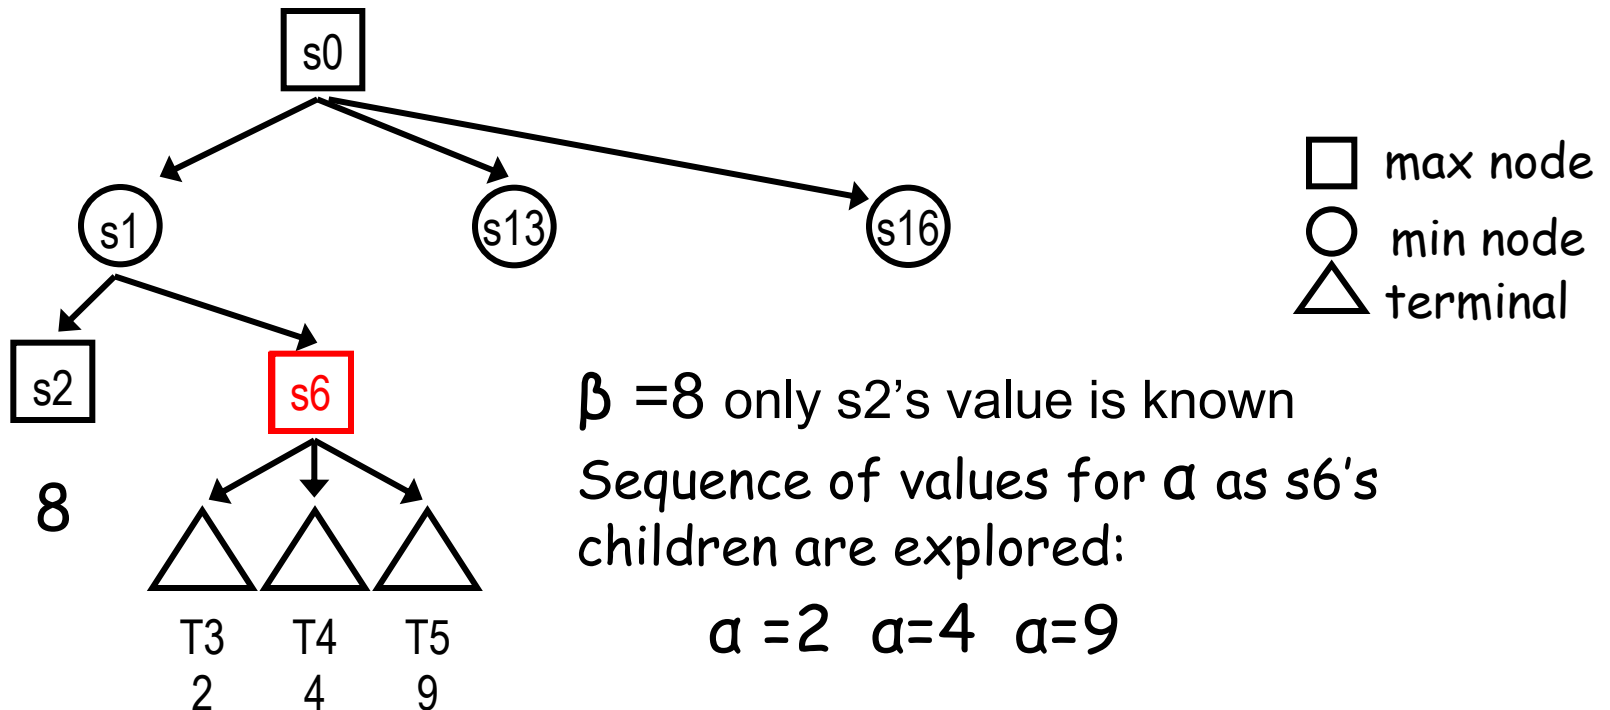 s0
max node
s1 s13 s16
min node
terminal
s2 s6
β =8 only s2’s value is known
Sequence of values for α as s6’s
8
children are explored:
T3 T4 T5
α =2 α=4 α=9
2 4 9